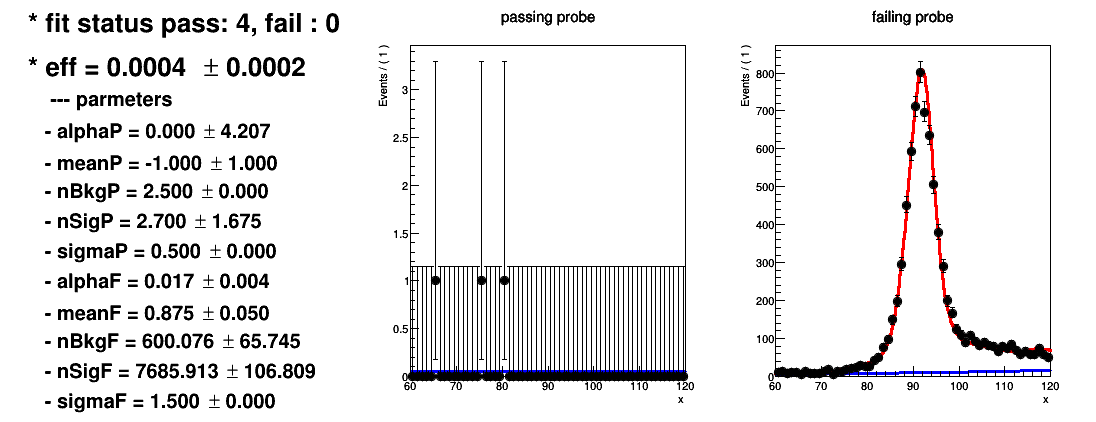 * fit status pass: 4, fail : 0
* eff = 0.0004 ± 0.0002
--- parmeters
- alphaP = 0.000 ± 4.207
- meanP = -1.000 ± 1.000
- nBkgP = 2.500 ± 0.000
- nSigP = 2.700 ± 1.675
- sigmaP = 0.500 ± 0.000
- alphaF = 0.017 ± 0.004
- meanF = 0.875 ± 0.050
- nBkgF = 600.076 ± 65.745
- nSigF = 7685.913 ± 106.809
- sigmaF = 1.500 ± 0.000
passing probe
Events / ( 1 )
3
2.5
2
1.5
1
0.5
0
60 70 80 90 100 110 120
x
failing probe
Events / ( 1 )
800
700
600
500
400
300
200
100
0
60 70 80 90 100 110 120
x